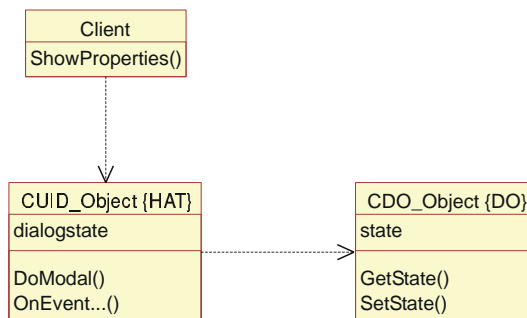 Client
ShowProperties()
CUID_Object {HAT}
dialogstate
DoModal()
OnEvent...()
CDO_Object {DO}
state
GetState()
SetState()